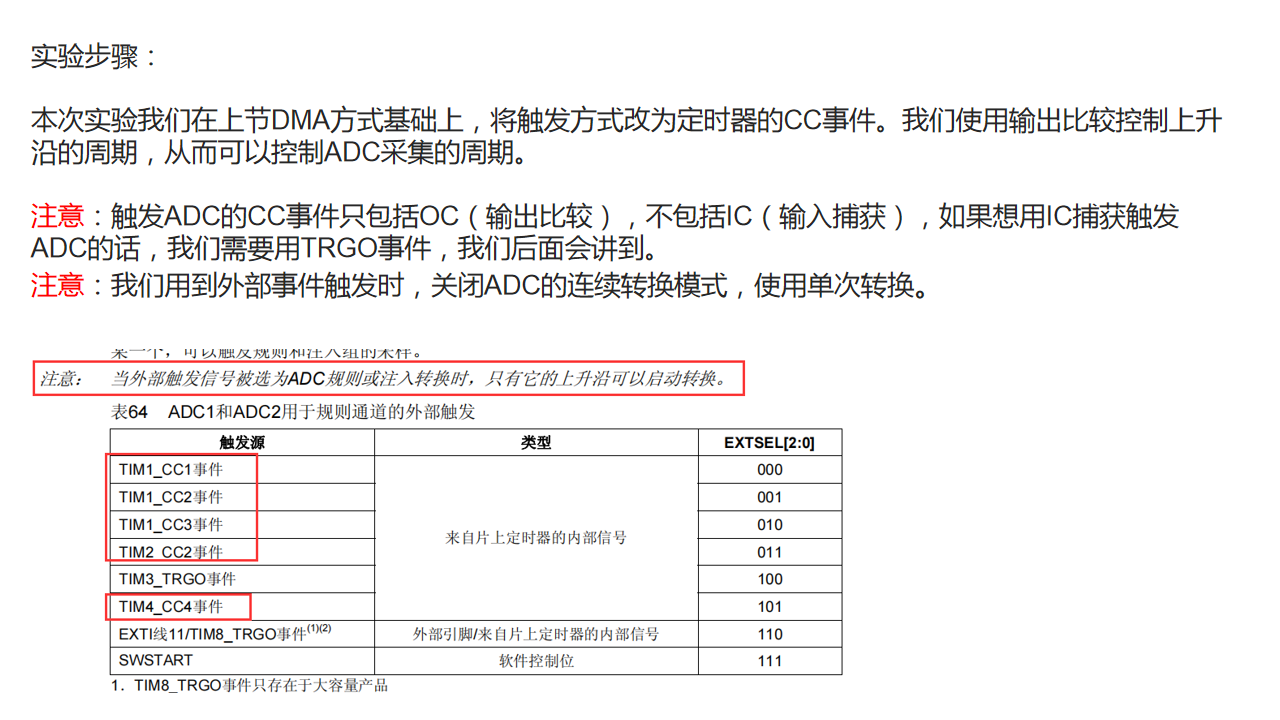 实验步骤：
本次实验我们在上节DMA方式基础上，将触发方式改为定时器的CC事件。我们使用输出比较控制上升
沿的周期，从而可以控制ADC采集的周期。
注意：触发ADC的CC事件只包括OC（输出比较），不包括IC（输入捕获），如果想用IC捕获触发
ADC的话，我们需要用TRGO事件，我们后面会讲到。
注意：我们用到外部事件触发时，关闭ADC的连续转换模式，使用单次转换。
某一个，可以触发规则和注入组的采样。
注意： 当外部触发信号被选为ADC规则或注入转换时，只有它的上升沿可以启动转换。
表64 ADC1和ADC2用于规则通道的外部触发
触发源 类型 EXTSEL[2:0]
TIM1_CC1事件 000
TIM1_CC2事件 001
TIM1_CC3事件 010
来自片上定时器的内部信号
TIM2_CC2事件 011
TIM3_TRGO事件 100
TIM4_CC4事件 101
EXTI线11/TIM8_TRGO事件(1)(2) 外部引脚/来自片上定时器的内部信号 110
SWSTART 软件控制位 111
1. TIM8_TRGO事件只存在于大容量产品